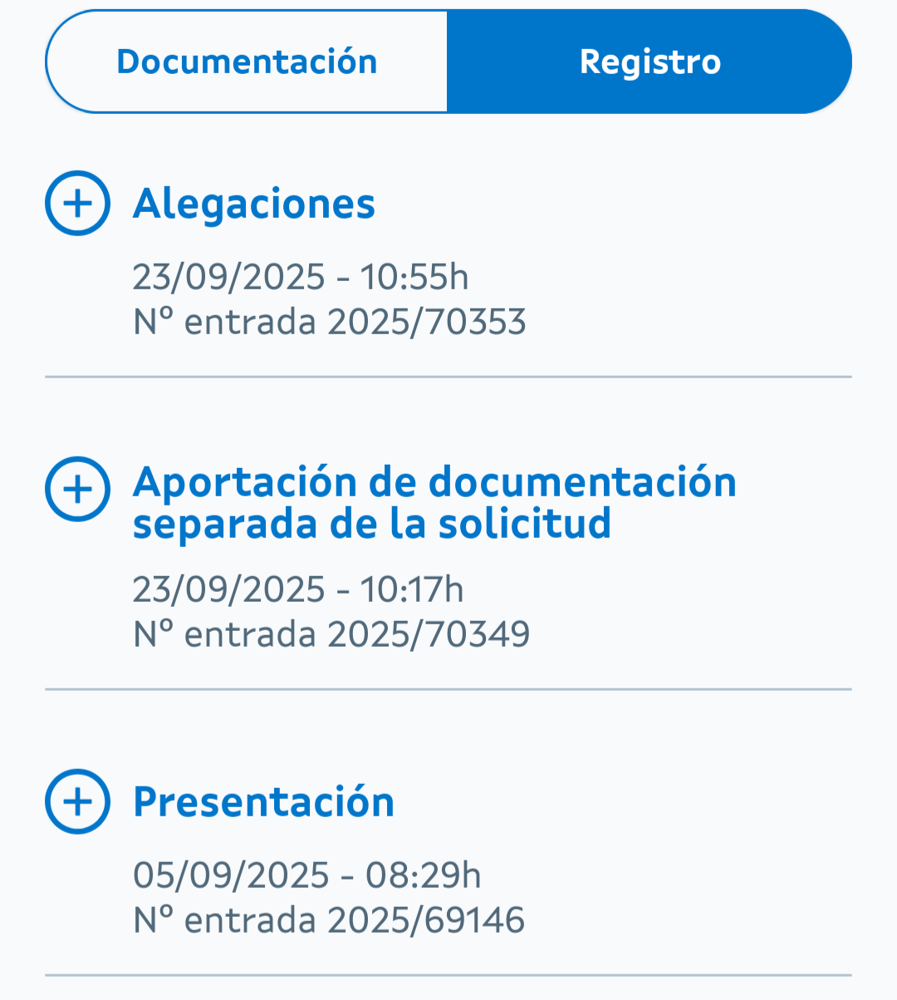 Documentación
Registro
Alegaciones
23/09/2025 - 10:55h
Nº entrada 2025/70353
Aportación de documentación
separada de la solicitud
23/09/2025 - 10:17h
Nº entrada 2025/70349
Presentación
05/09/2025 - 08:29h
Nº entrada 2025/69146